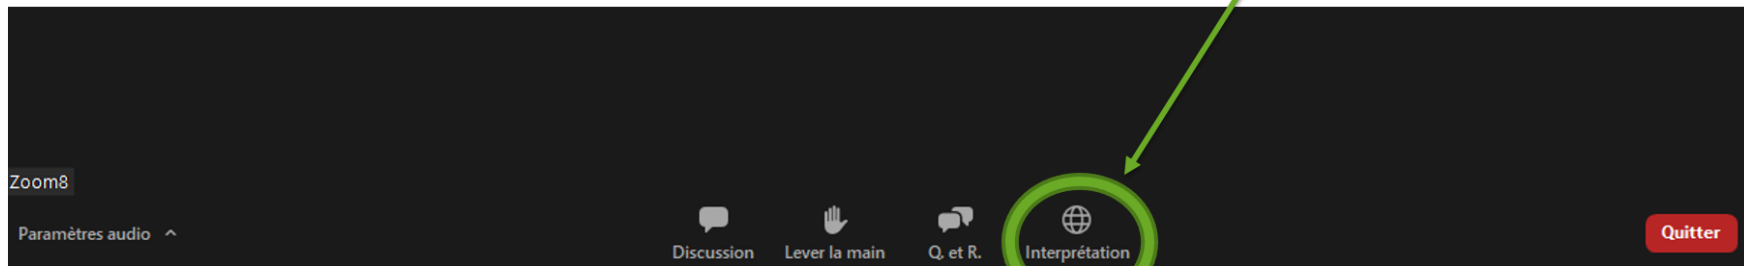 Zoom8
Paramètres audio
Discussion
Lever la main
Q. et R.
Interprétation
Quitter